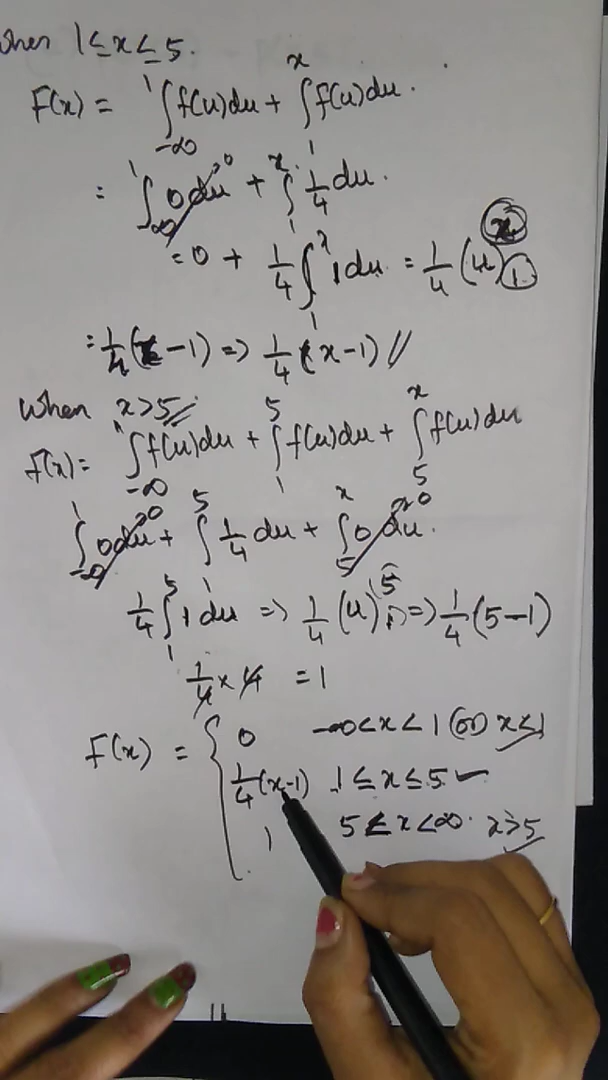 when 1 ≤ x ≤ 5.
F(x) = ∫_{-∞}^{1} f(u)du + ∫_{1}^{x} f(u)du.
= ∫_{-∞}^{1} 0 du → 0 + ∫_{1}^{x} 1/4 du.
= 0 + 1/4 ∫_{1}^{x} 1 du = 1/4 (u)_{1}^{x}
= 1/4 (x - 1) => 1/4 (x - 1) //
when x > 5 //
F(x) = ∫_{-∞}^{1} f(u)du + ∫_{1}^{5} f(u)du + ∫_{5}^{x} f(u)du
∫_{-∞}^{1} 0 du → 0 + ∫_{1}^{5} 1/4 du + ∫_{5}^{x} 0 du → 0.
1/4 ∫_{1}^{5} 1 du => 1/4 (u)_{1}^{5} => 1/4 (5 - 1)
1/4 × 4 = 1
F(x) = { 0 -∞ < x < 1 (or) x < 1
1/4 (x - 1) 1 ≤ x ≤ 5
1 5 < x < ∞. x > 5